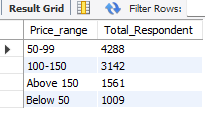 Result Grid Filter Rows:
Price_range Total_Respondent
50-99 4288
100-150 3142
Above 150 1561
Below 50 1009